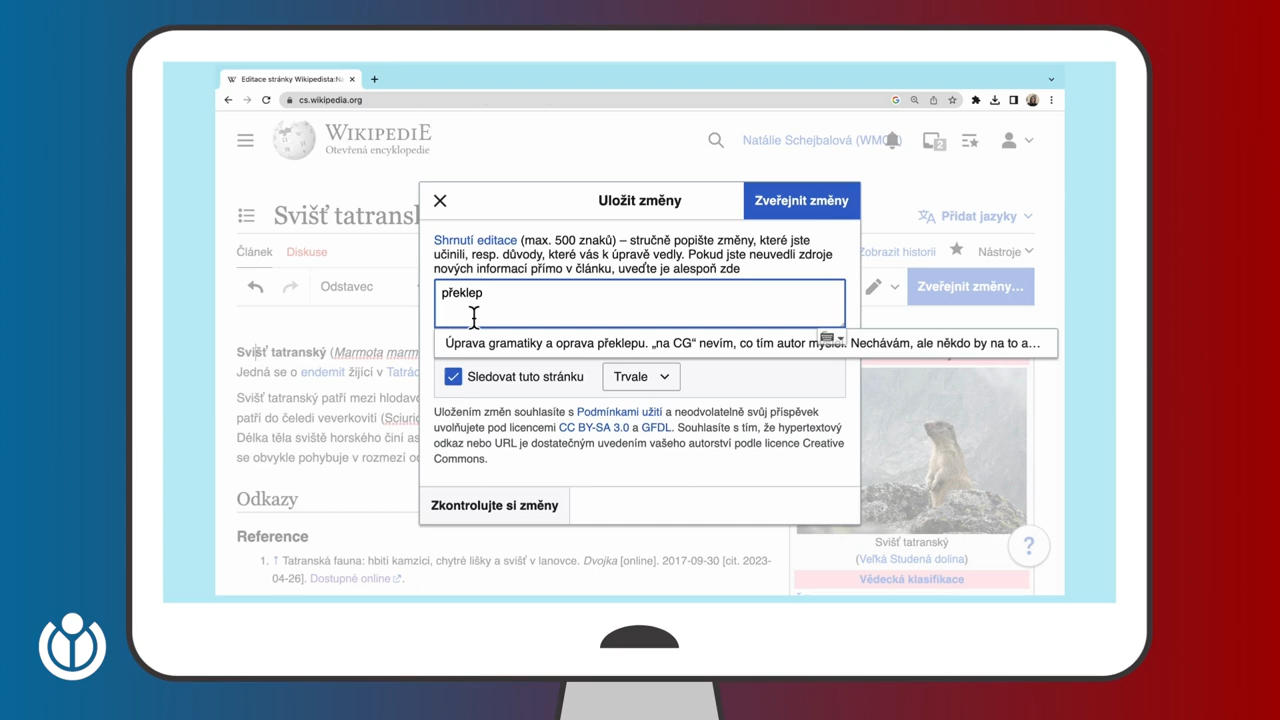 Editace stránky Wikipedista:Na
cs.wikipedia.org
WIKIPEDIE
Otevřená encyklopedie
Natálie Schejbalová (WMC
2
Svišť tatransl
Přidat jazyky
Článek
Diskuse
Zobrazit historii
Nástroje
Odstavec
Zveřejnit změny…
Uložit změny
Zveřejnit změny
Shrnutí editace (max. 500 znaků) – stručně popište změny, které jste
učinili, resp. důvody, které vás k úpravě vedly. Pokud jste neuvedli zdroje
nových informací přímo v článku, uveďte je alespoň zde
překlep
Úprava gramatiky a oprava překlepu. „na CG“ nevím, co tím autor myslel. Nechávám, ale někdo by na to a…
Sledovat tuto stránku
Trvale
Uložením změn souhlasíte s Podmínkami užití a neodvolatelně svůj příspěvek
uvolňujete pod licencemi CC BY-SA 3.0 a GFDL. Souhlasíte s tím, že hypertextový
odkaz nebo URL je dostatečným uvedením vašeho autorství podle licence Creative
Commons.
Zkontrolujte si změny
Svišť tatranský (Marmota marm
Jedná se o endemit žijící v Tatrác
Svišť tatranský patří mezi hlodav
patří do čeledi veverkovití (Sciurid
Délka těla sviště horského činí as
se obvykle pohybuje v rozmezí od
Odkazy
Reference
1. ↑ Tatranská fauna: hbití kamzíci, chytré lišky a svišť v lanovce. Dvojka [online]. 2017-09-30 [cit. 2023-
04-26]. Dostupné online.
Svišť tatranský
(Veľká Studená dolina)
Vědecká klasifikace
?